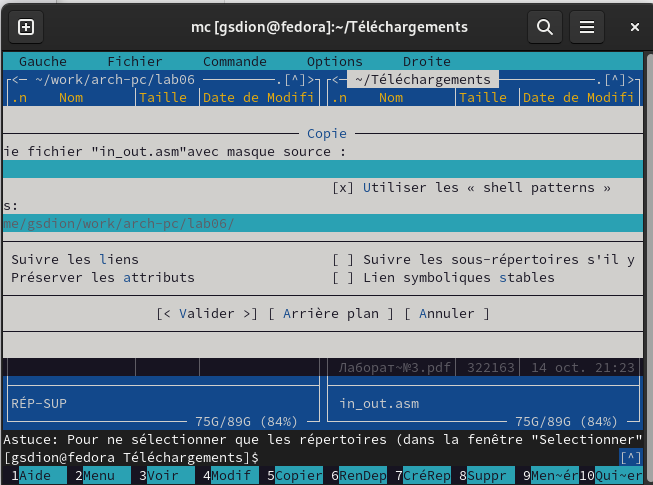 mc [gsdion@fedora]:~/Téléchargements
Gauche Fichier Commande Options Droite
<— ~/work/arch-pc/lab06 .[^]> <— ~/Téléchargements .[^]>
.n Nom Taille Date de Modifi .n Nom Taille Date de Modifi
Copie
ie fichier "in_out.asm"avec masque source :
[x] Utiliser les « shell patterns »
s:
me/gsdion/work/arch-pc/lab06/
Suivre les liens [ ] Suivre les sous-répertoires s'il y
Préserver les attributs [ ] Lien symboliques stables
[< Valider >] [ Arrière plan ] [ Annuler ]
Лаборат~№3.pdf 322163 14 oct. 21:23
RÉP-SUP in_out.asm
75G/89G (84%) 75G/89G (84%)
Astuce: Pour ne sélectionner que les répertoires (dans la fenêtre "Selectionner"
[gsdion@fedora Téléchargements]$ [^]
1Aide 2Menu 3Voir 4Modif 5Copier 6RenDep 7CréRep 8Suppr 9Men~ér 10Qui~er